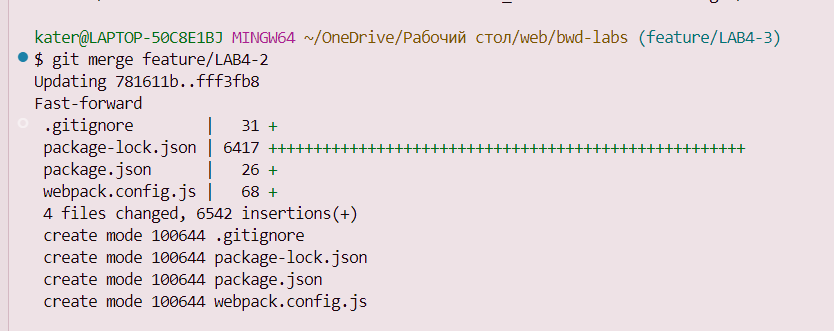 kater@LAPTOP-50C8E1BJ MINGW64 ~/OneDrive/Рабочий стол/web/bwd-labs (feature/LAB4-3)
$ git merge feature/LAB4-2
Updating 781611b..fff3fb8
Fast-forward
.gitignore | 31 +
package-lock.json | 6417 ++++++++++++++++++++++++++++++++++++++++++++++++++++
package.json | 26 +
webpack.config.js | 68 +
4 files changed, 6542 insertions(+)
create mode 100644 .gitignore
create mode 100644 package-lock.json
create mode 100644 package.json
create mode 100644 webpack.config.js